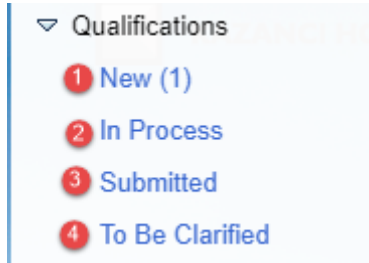 Qualifications
1 New (1)
2 In Process
3 Submitted
4 To Be Clarified